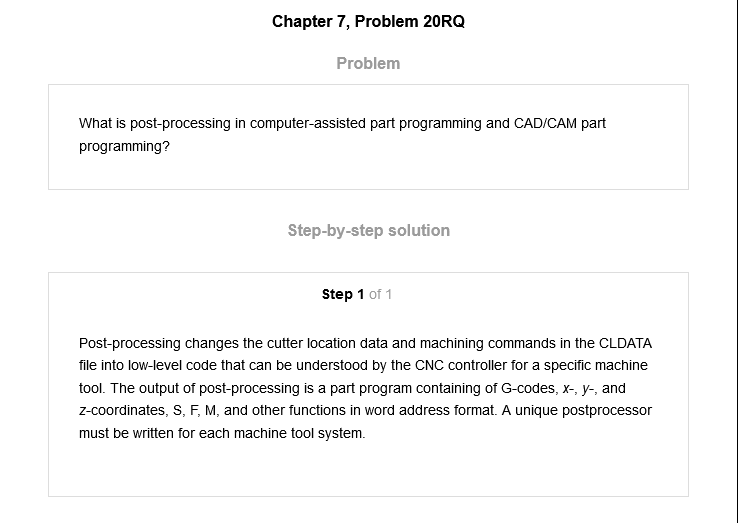 Chapter 7, Problem 20RQ
Problem
What is post-processing in computer-assisted part programming and CAD/CAM part
programming?
Step-by-step solution
Step 1 of 1
Post-processing changes the cutter location data and machining commands in the CLDATA
file into low-level code that can be understood by the CNC controller for a specific machine
tool. The output of post-processing is a part program containing of G-codes, x-, y-, and
z-coordinates, S, F, M, and other functions in word address format. A unique postprocessor
must be written for each machine tool system.